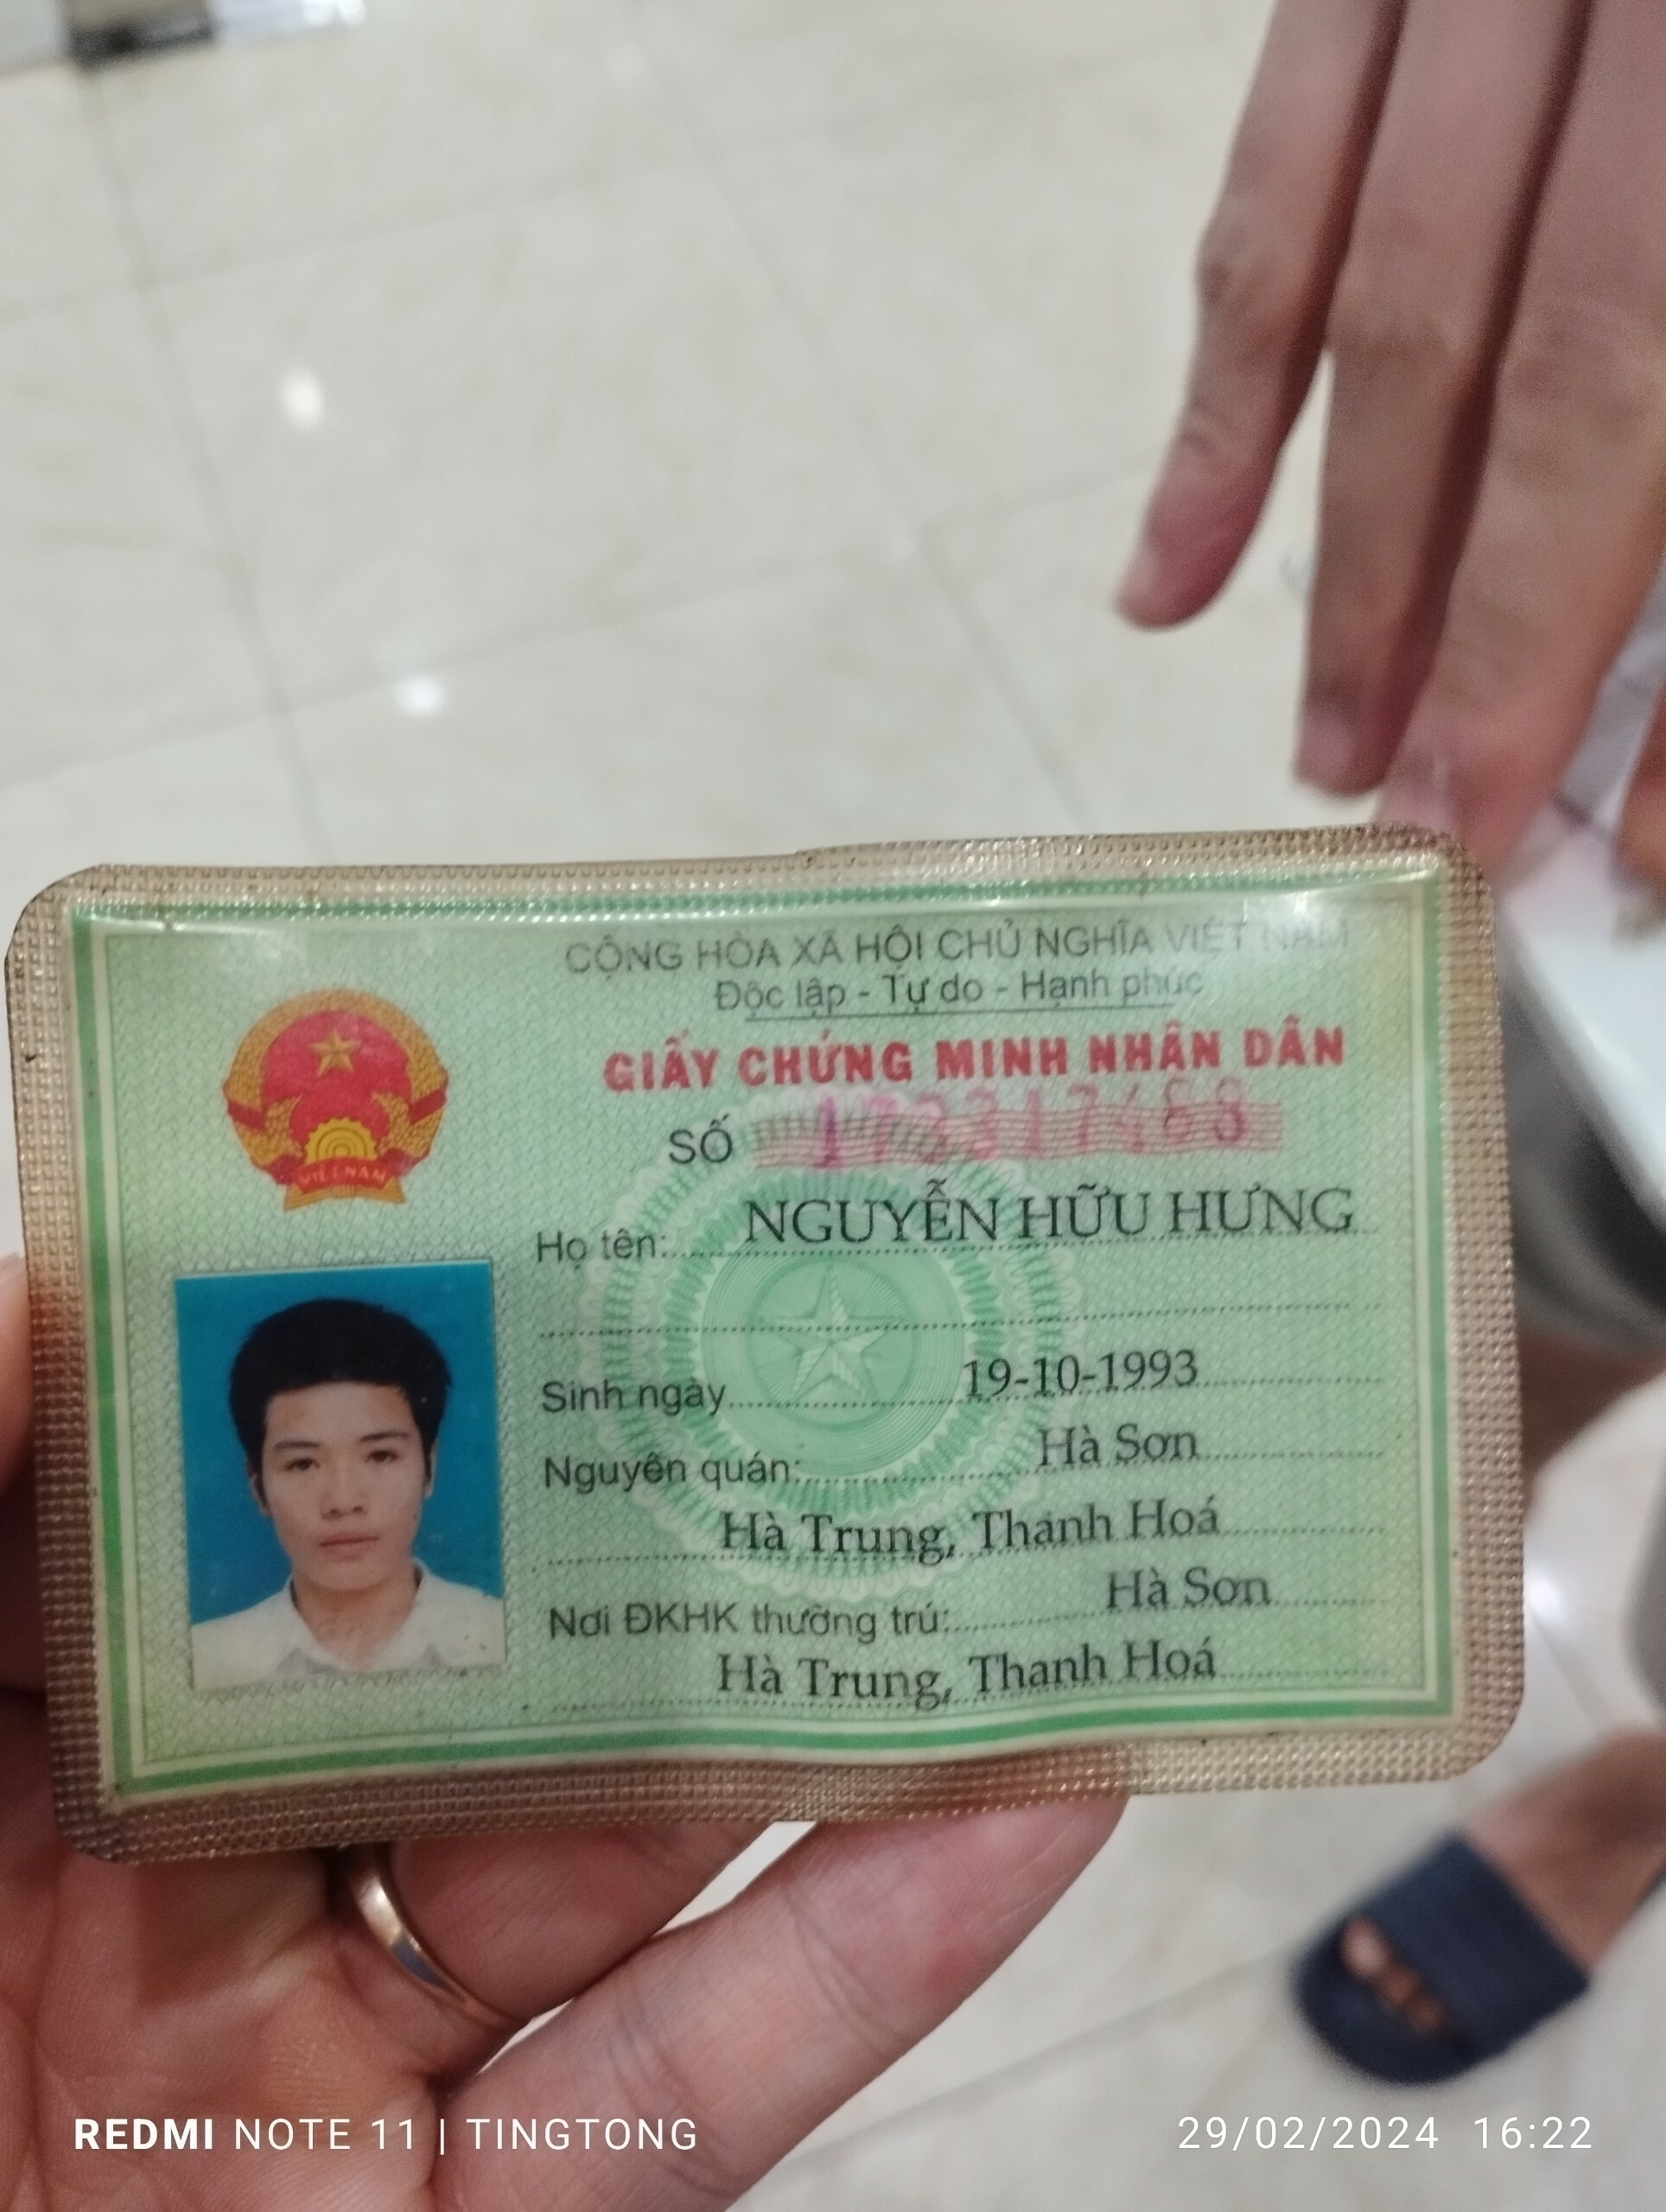 CỘNG HÒA XÃ HỘI CHỦ NGHĨA VIỆT NAM
Độc lập - Tự do - Hạnh phúc
GIẤY CHỨNG MINH NHÂN DÂN
SỐ
Họ tên: NGUYỄN HỮU HƯNG
Sinh ngày 19-10-1993
Nguyên quán: Hà Sơn
Hà Trung, Thanh Hoá
Nơi ĐKHK thường trú: Hà Sơn
Hà Trung, Thanh Hoá
VIỆT NAM
REDMI NOTE 11 | TINGTONG
29/02/2024 16:22